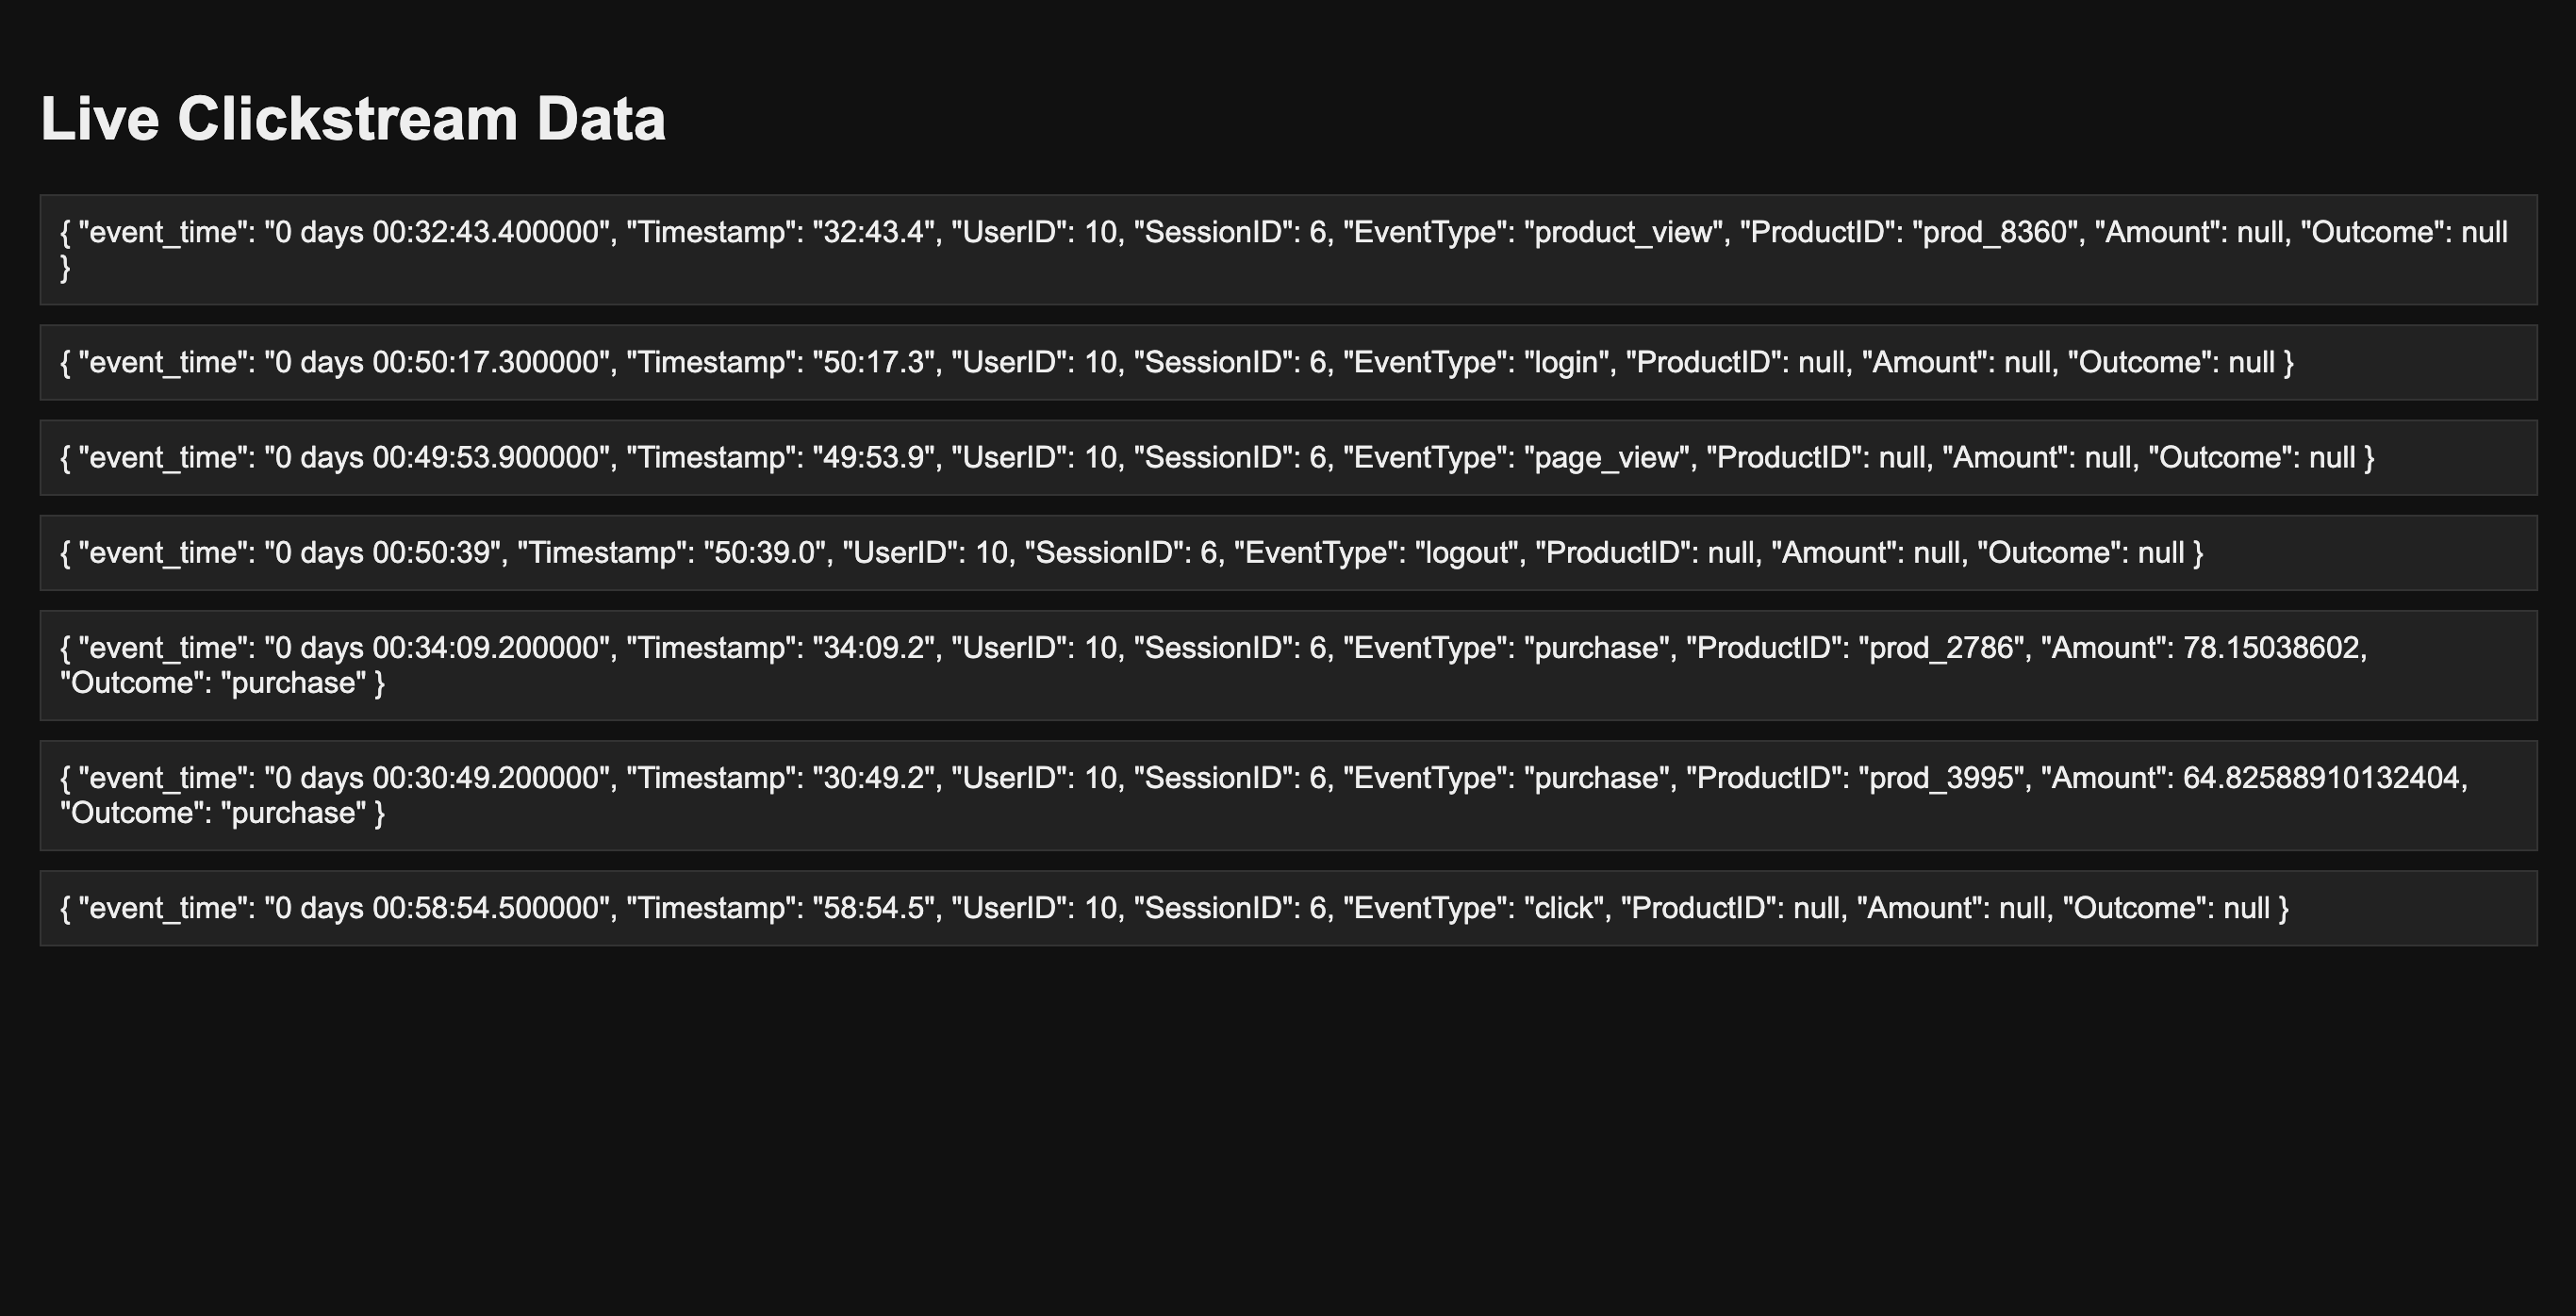 Live Clickstream Data
{ "event_time": "0 days 00:32:43.400000", "Timestamp": "32:43.4", "UserID": 10, "SessionID": 6, "EventType": "product_view", "ProductID": "prod_8360", "Amount": null, "Outcome": null
}
{ "event_time": "0 days 00:50:17.300000", "Timestamp": "50:17.3", "UserID": 10, "SessionID": 6, "EventType": "login", "ProductID": null, "Amount": null, "Outcome": null }
{ "event_time": "0 days 00:49:53.900000", "Timestamp": "49:53.9", "UserID": 10, "SessionID": 6, "EventType": "page_view", "ProductID": null, "Amount": null, "Outcome": null }
{ "event_time": "0 days 00:50:39", "Timestamp": "50:39.0", "UserID": 10, "SessionID": 6, "EventType": "logout", "ProductID": null, "Amount": null, "Outcome": null }
{ "event_time": "0 days 00:34:09.200000", "Timestamp": "34:09.2", "UserID": 10, "SessionID": 6, "EventType": "purchase", "ProductID": "prod_2786", "Amount": 78.15038602,
"Outcome": "purchase" }
{ "event_time": "0 days 00:30:49.200000", "Timestamp": "30:49.2", "UserID": 10, "SessionID": 6, "EventType": "purchase", "ProductID": "prod_3995", "Amount": 64.82588910132404,
"Outcome": "purchase" }
{ "event_time": "0 days 00:58:54.500000", "Timestamp": "58:54.5", "UserID": 10, "SessionID": 6, "EventType": "click", "ProductID": null, "Amount": null, "Outcome": null }